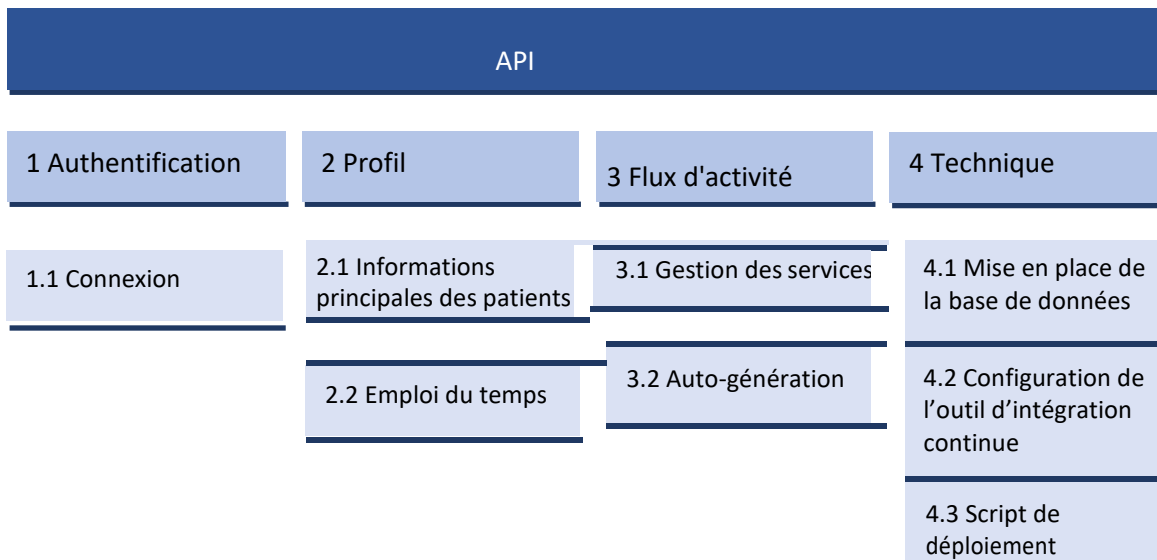 API
1 Authentification
2 Profil
3 Flux d'activité
4 Technique
1.1 Connexion
2.1 Informations
principales des patients
2.2 Emploi du temps
3.1 Gestion des services
3.2 Auto-génération
4.1 Mise en place de
la base de données
4.2 Configuration de
l’outil d’intégration
continue
4.3 Script de
déploiement